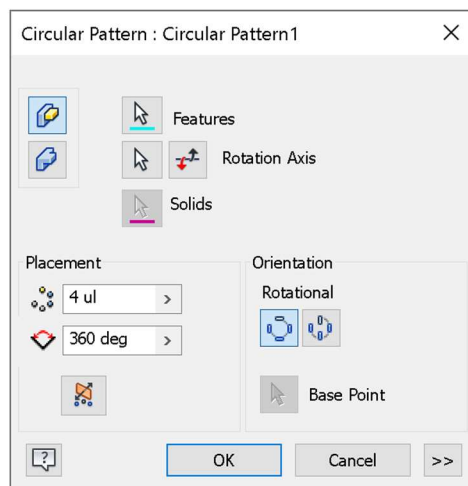 Circular Pattern : Circular Pattern1
Features
Rotation Axis
Solids
Placement
4 ul
>
360 deg
>
Orientation
Rotational
Base Point
?
OK
Cancel
>>